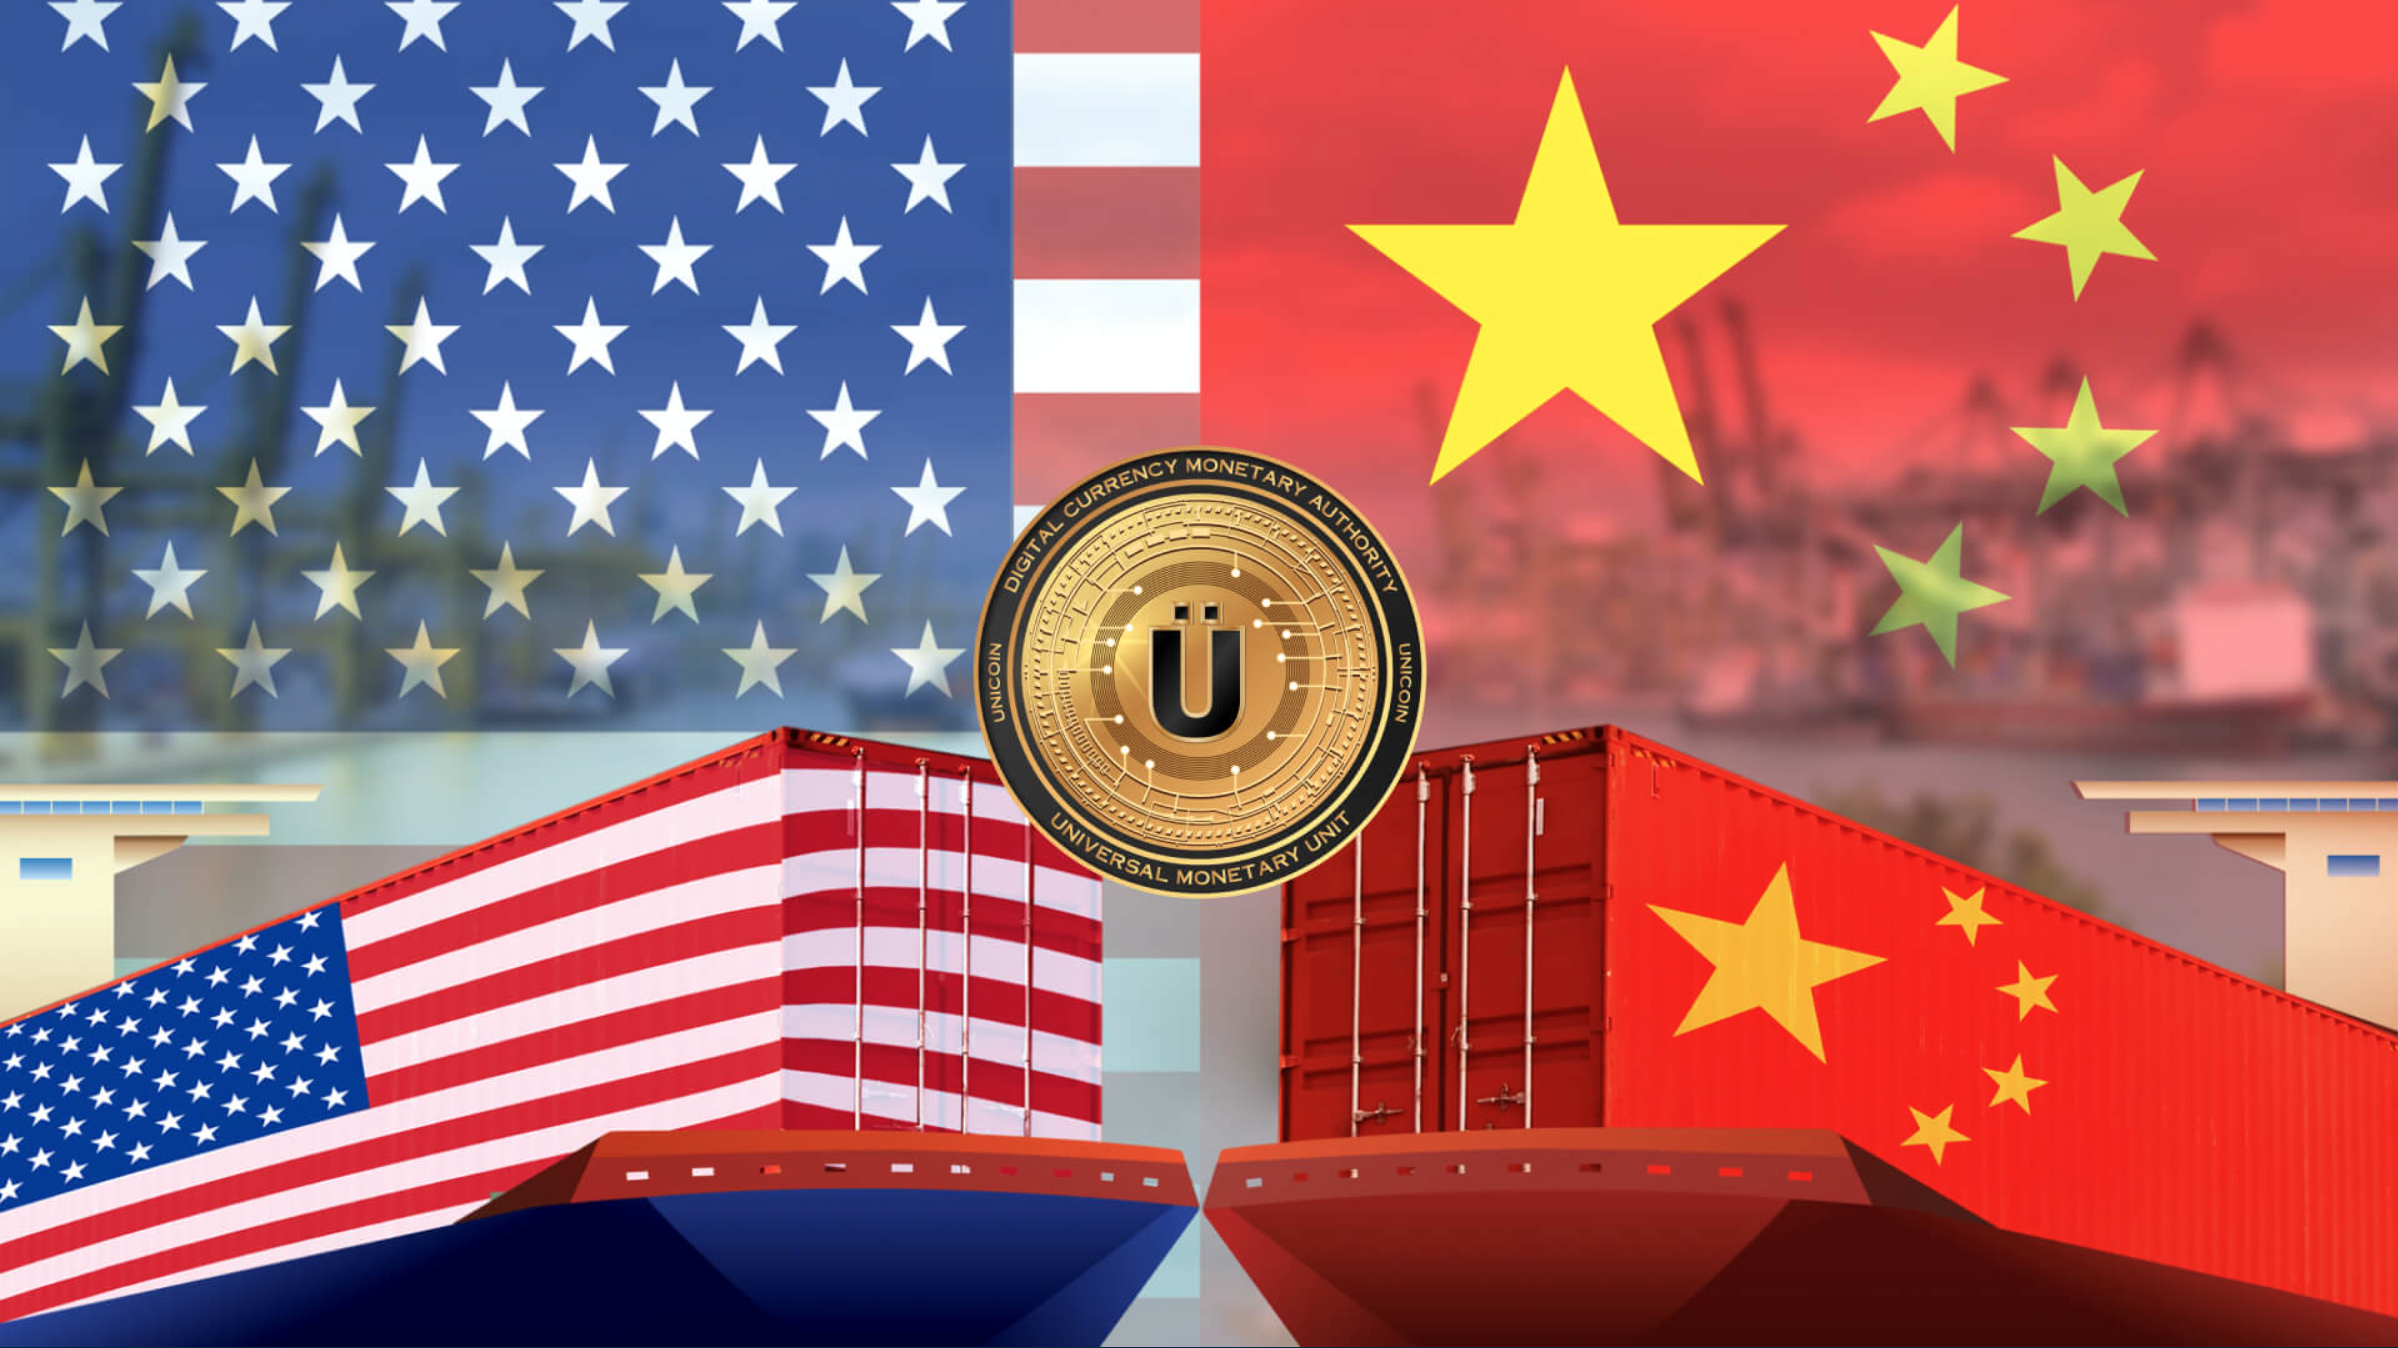 DIGITAL CURRENCY MONETARY AUTHORITY
UNICOIN
Ü
UNICOIN
UNIVERSAL MONETARY UNIT